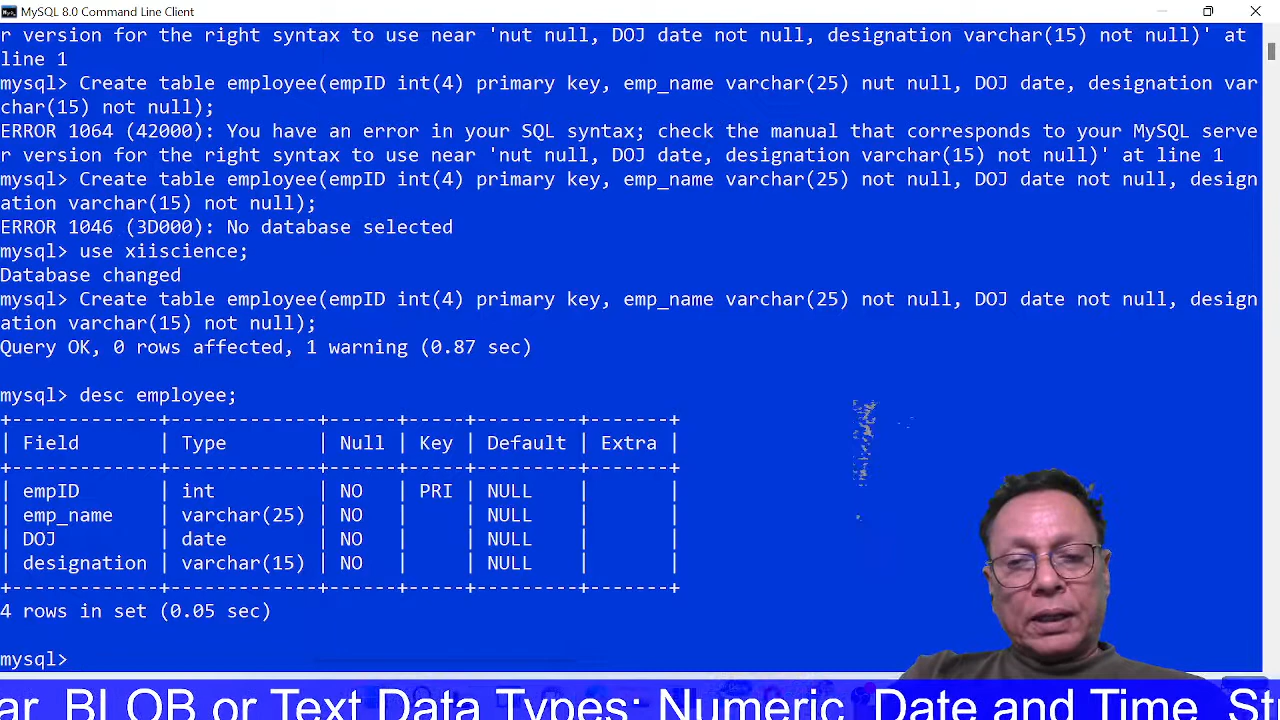 MySQL 8.0 Command Line Client
r version for the right syntax to use near 'nut null, DOJ date not null, designation varchar(15) not null)' at
line 1
mysql> Create table employee(empID int(4) primary key, emp_name varchar(25) nut null, DOJ date, designation var
char(15) not null);
ERROR 1064 (42000): You have an error in your SQL syntax; check the manual that corresponds to your MySQL serve
r version for the right syntax to use near 'nut null, DOJ date, designation varchar(15) not null)' at line 1
mysql> Create table employee(empID int(4) primary key, emp_name varchar(25) not null, DOJ date not null, design
ation varchar(15) not null);
ERROR 1046 (3D000): No database selected
mysql> use xiiscience;
Database changed
mysql> Create table employee(empID int(4) primary key, emp_name varchar(25) not null, DOJ date not null, design
ation varchar(15) not null);
Query OK, 0 rows affected, 1 warning (0.87 sec)
mysql> desc employee;
+-------------+-------------+------+-----+---------+-------+
| Field | Type | Null | Key | Default | Extra |
+-------------+-------------+------+-----+---------+-------+
| empID | int | NO | PRI | NULL | |
| emp_name | varchar(25) | NO | | NULL | |
| DOJ | date | NO | | NULL | |
| designation | varchar(15) | NO | | NULL | |
+-------------+-------------+------+-----+---------+-------+
4 rows in set (0.05 sec)
mysql>
ar BLOB or Text Data Types: Numeric Date and Time St